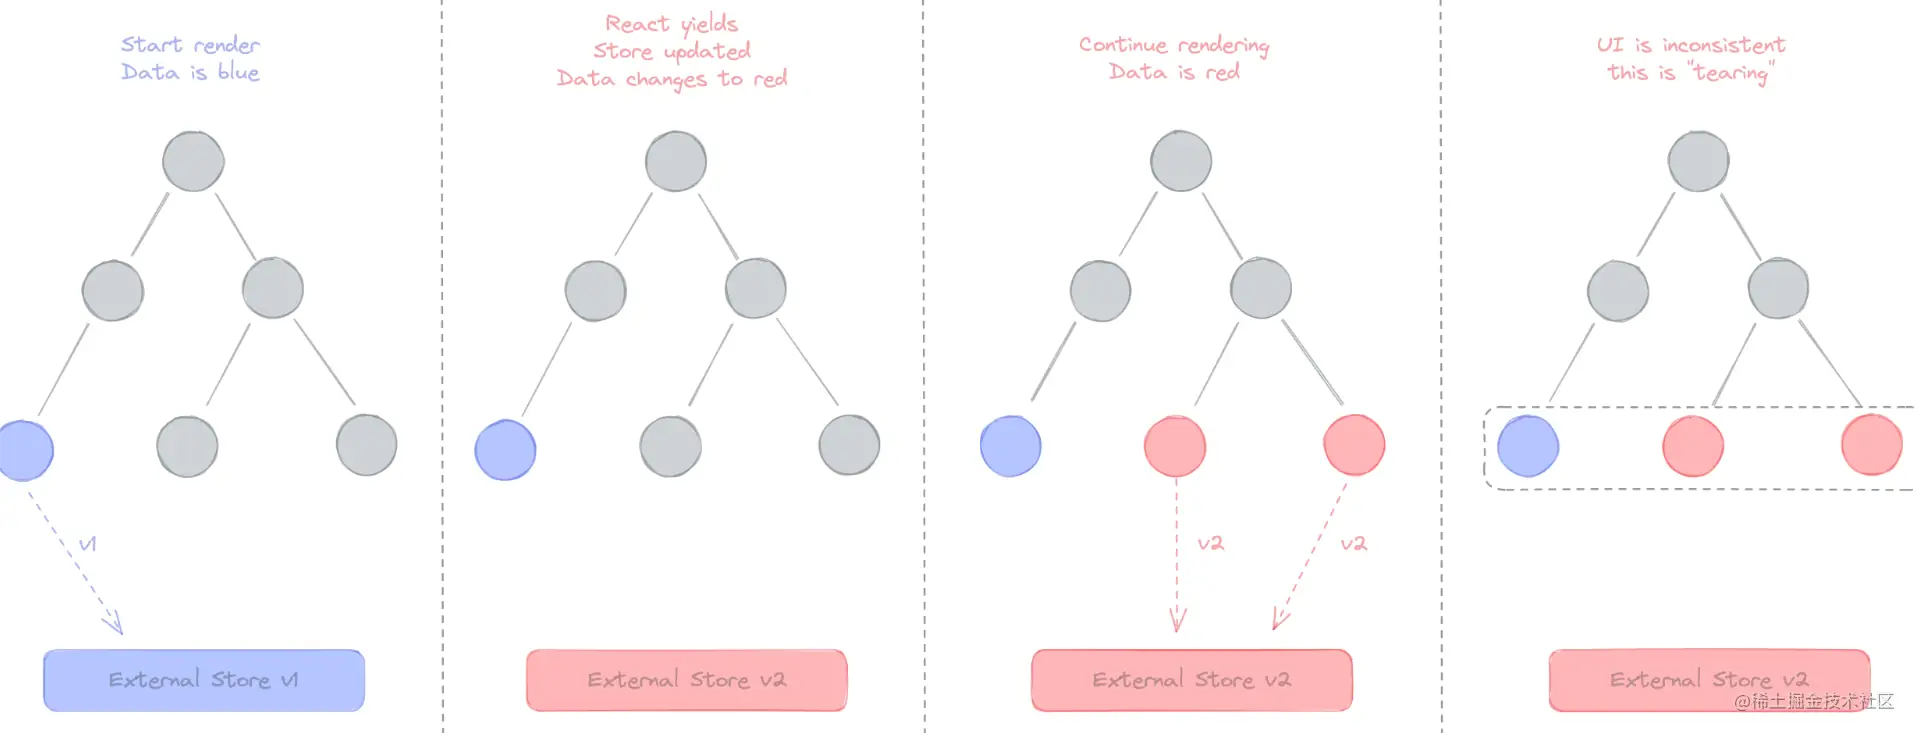 Start render
Data is blue
v1
External Store v1
React yields
Store updated
Data changes to red
External Store v2
Continue rendering
Data is red
v2
v2
External Store v2
UI is inconsistent
this is "tearing"
External Store v2
@稀土掘金技术社区